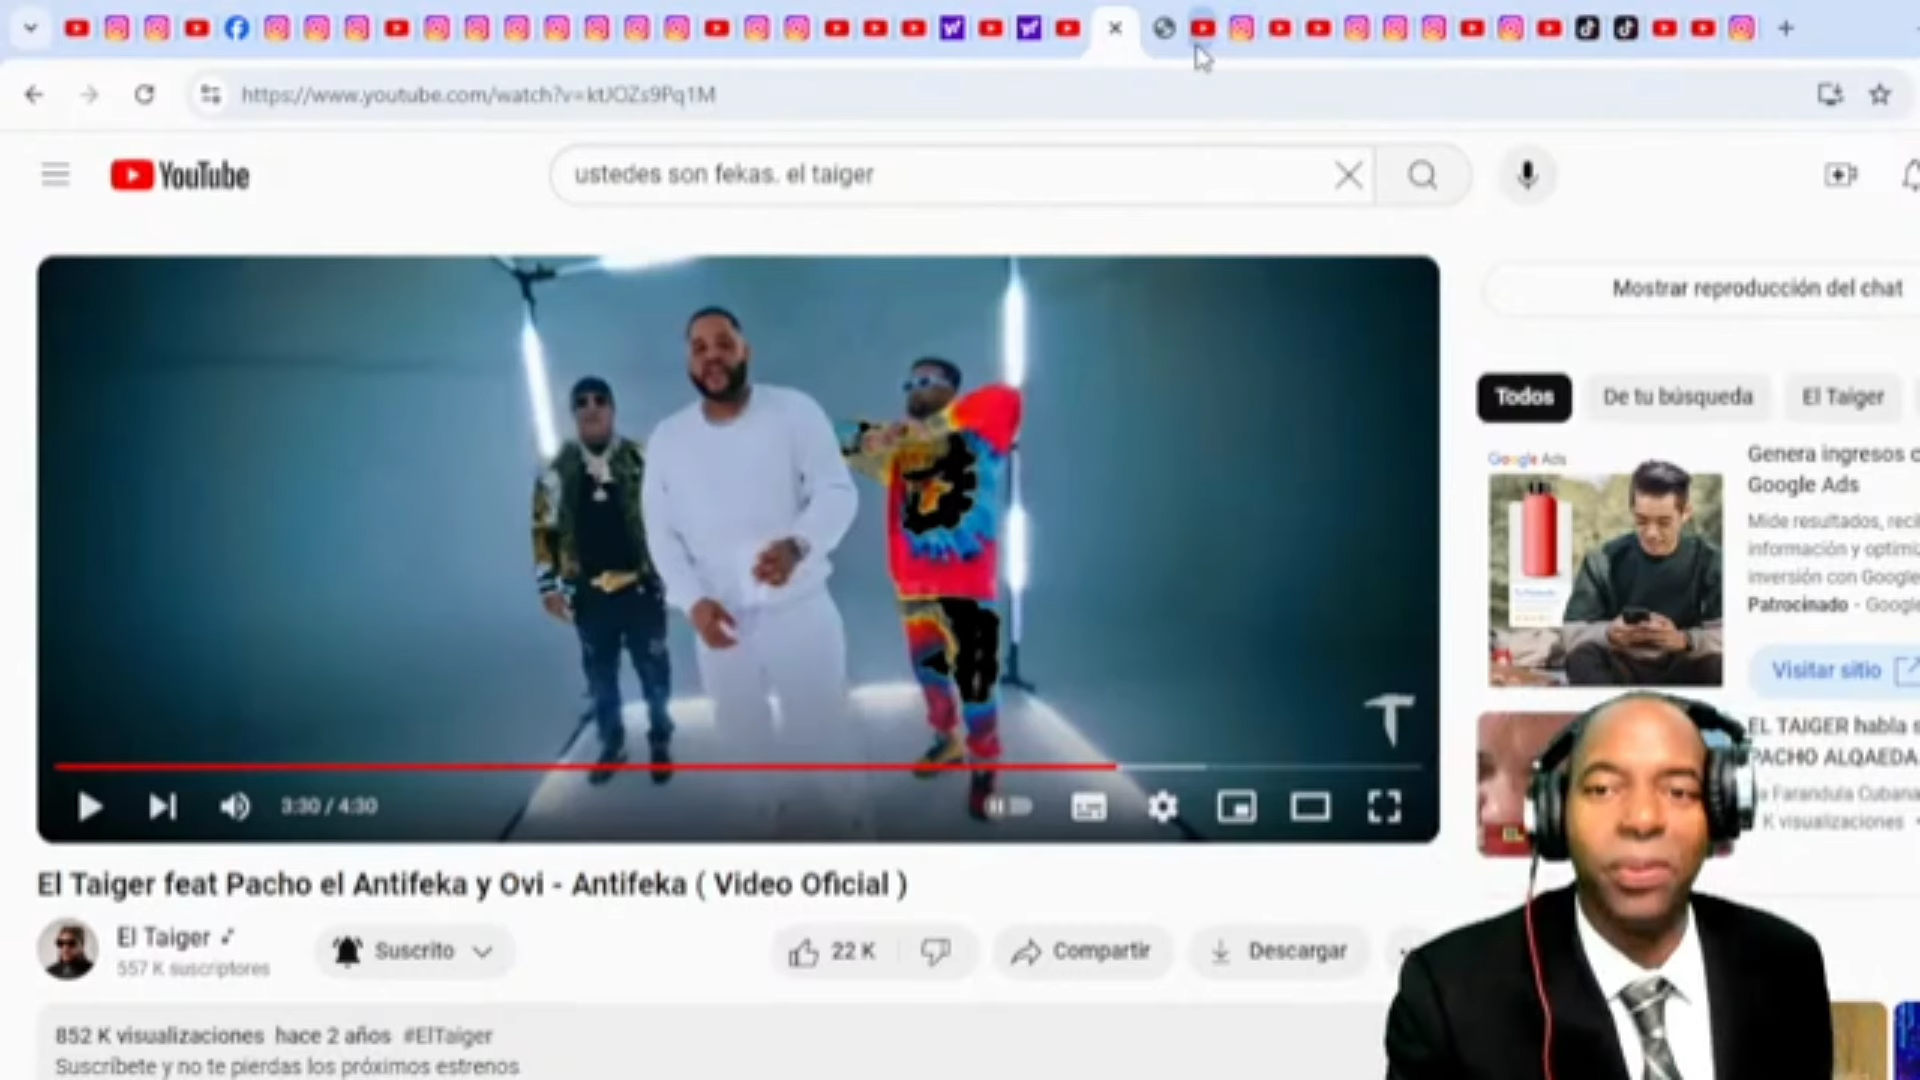 https://www.youtube.com/watch?v=ktJOZs9Pq1M
YouTube
ustedes son fekas. el taiger
Mostrar reproducción del chat
Todos
De tu búsqueda
El Taiger
Google Ads
Genera ingresos c
Google Ads
Mide resultados, reci
información y optimiz
inversión con Google
Patrocinado - Google
Visitar sitio
T
3:30 / 4:30
EL TAIGER habla s
PACHO ALQAEDA
Farandula Cubana
K visualizaciones
El Taiger feat Pacho el Antifeka y Ovi - Antifeka ( Video Oficial )
El Taiger
557 K suscriptores
Suscrito
22 K
Compartir
Descargar
852 K visualizaciones hace 2 años #ElTaiger
Suscríbete y no te pierdas los próximos estrenos